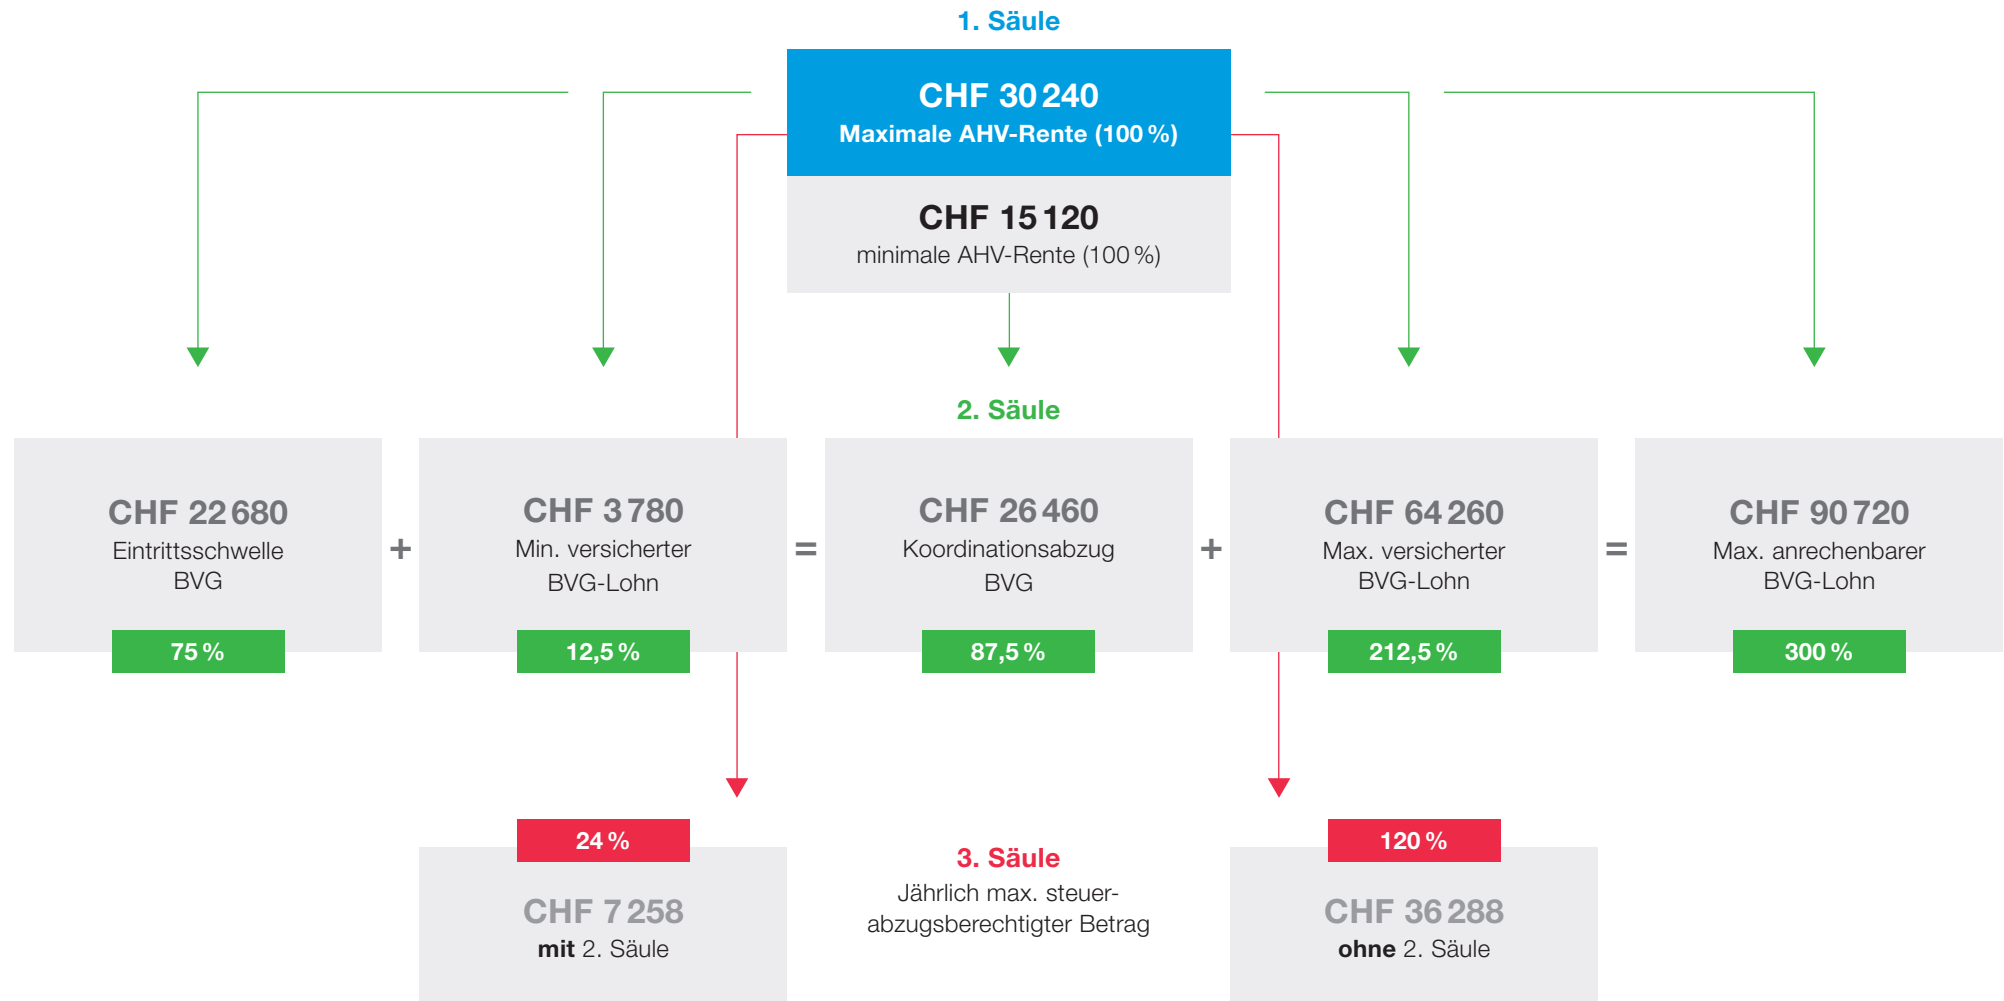 1. Säule
CHF 30 240
Maximale AHV-Rente (100 %)
CHF 15 120
minimale AHV-Rente (100 %)
2. Säule
CHF 22 680
Eintrittsschwelle
BVG
75 %
+
CHF 3 780
Min. versicherter
BVG-Lohn
12,5 %
=
CHF 26 460
Koordinationsabzug
BVG
87,5 %
+
CHF 64 260
Max. versicherter
BVG-Lohn
212,5 %
=
CHF 90 720
Max. anrechenbarer
BVG-Lohn
300 %
24 %
CHF 7 258
mit 2. Säule
3. Säule
Jährlich max. steuer-
abzugsberechtigter Betrag
120 %
CHF 36 288
ohne 2. Säule